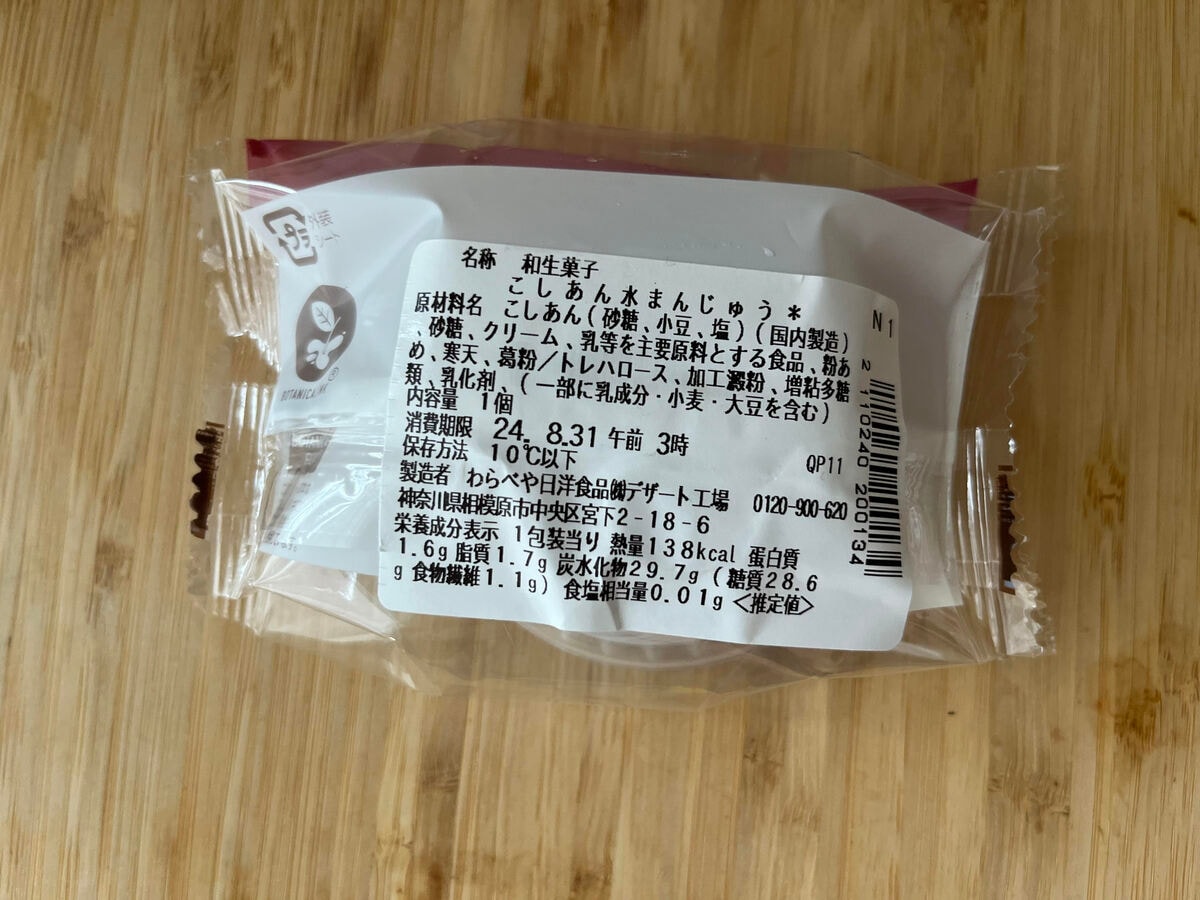 プラ
外装
シート
BOTANICAL INK
®
名称 和生菓子
こしあん水まんじゅう*
原材料名 こしあん(砂糖、小豆、塩)(国内製造)
、砂糖、クリーム、乳等を主要原料とする食品、粉あ
め、寒天、葛粉/トレハロース、加工澱粉、増粘多糖
類、乳化剤、(一部に乳成分・小麦・大豆を含む)
内容量 1個
消費期限 24. 8.31 午前 3時
保存方法 10℃以下 QP11
製造者 わらべや日洋食品㈱デザート工場 0120-900-620
神奈川県相模原市中央区宮下2-18-6
栄養成分表示 1包装当り 熱量138kcal 蛋白質
1.6g 脂質1.7g 炭水化物29.7g (糖質28.6
g 食物繊維1.1g) 食塩相当量0.01g <推定値>
N1
2 110240 200134